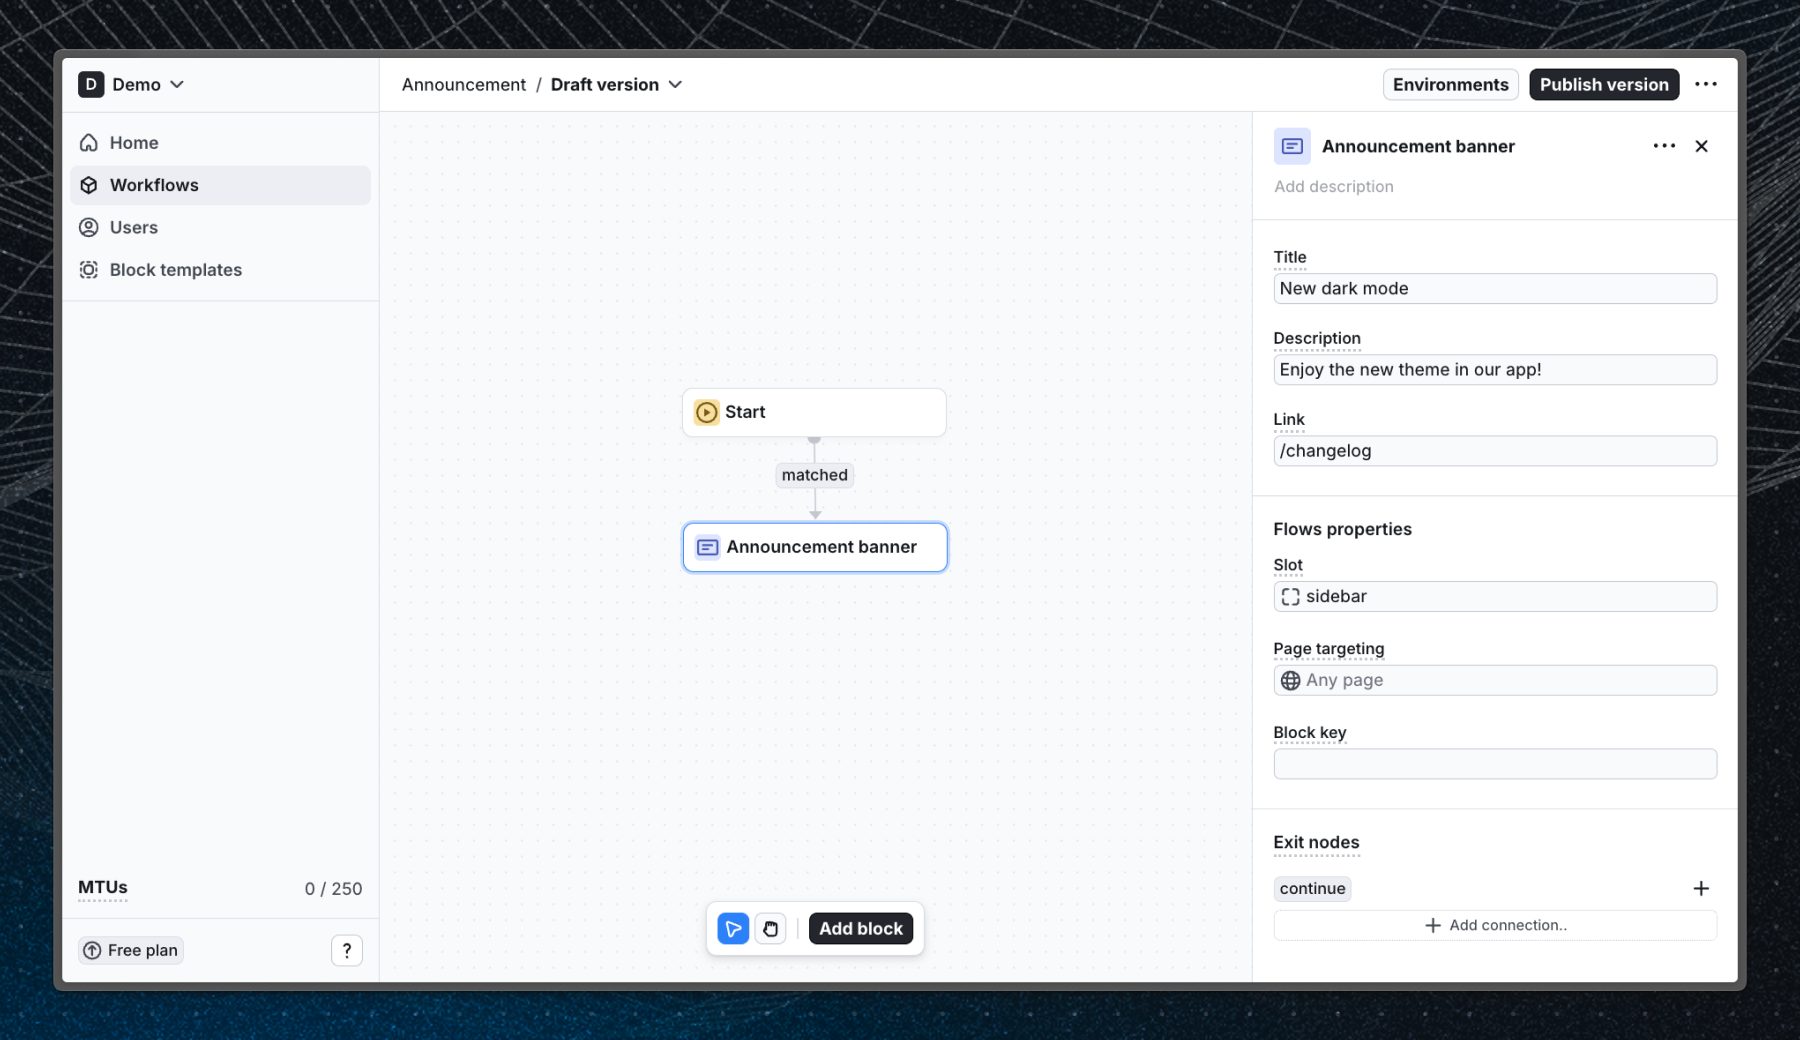 D Demo
Announcement / Draft version
Environments
Publish version
Home
Workflows
Users
Block templates
MTUs
0 / 250
Free plan
?
Start
matched
Announcement banner
Add block
Announcement banner
Add description
Title
New dark mode
Description
Enjoy the new theme in our app!
Link
/changelog
Flows properties
Slot
sidebar
Page targeting
Any page
Block key
Exit nodes
continue
Add connection..